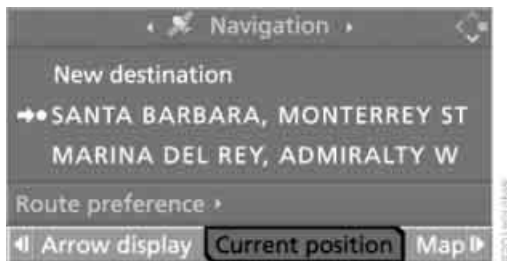 Navigation
New destination
SANTA BARBARA, MONTERREY ST
MARINA DEL REY, ADMIRALTY W
Route preference
Arrow display Current position Map